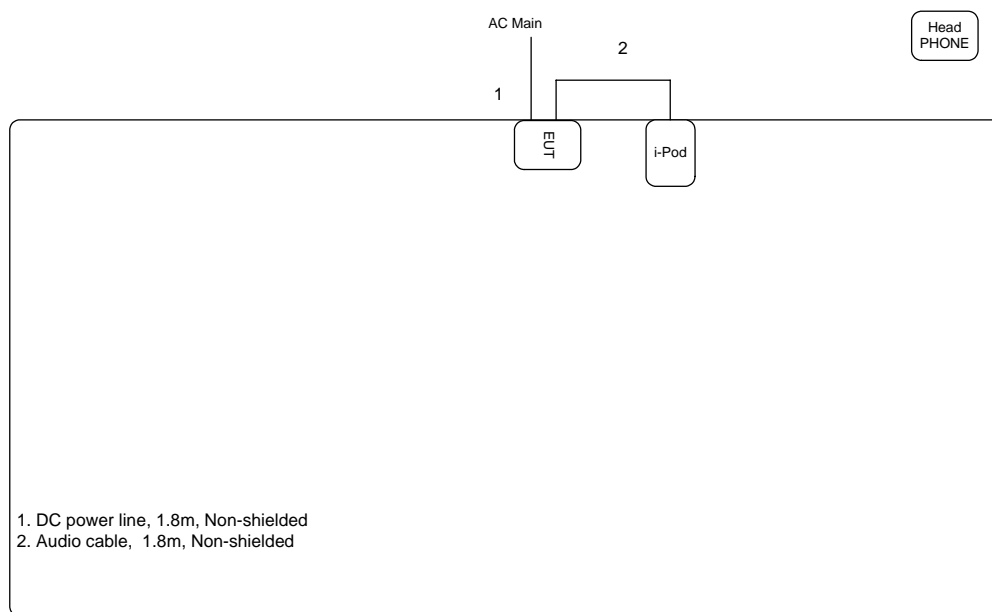 AC Main
Head
PHONE
2
1
EUT
i-Pod
1. DC power line, 1.8m, Non-shielded
2. Audio cable,  1.8m, Non-shielded